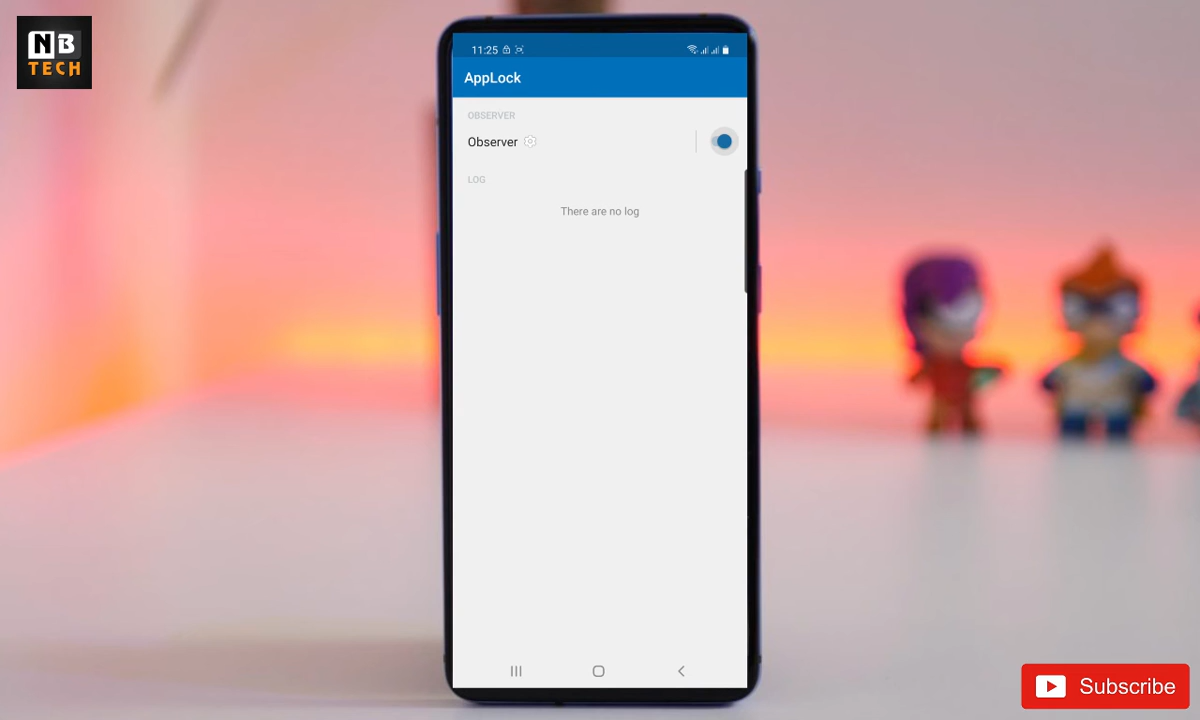 NB
TECH
11:25
AppLock
OBSERVER
Observer
LOG
There are no log
Subscribe